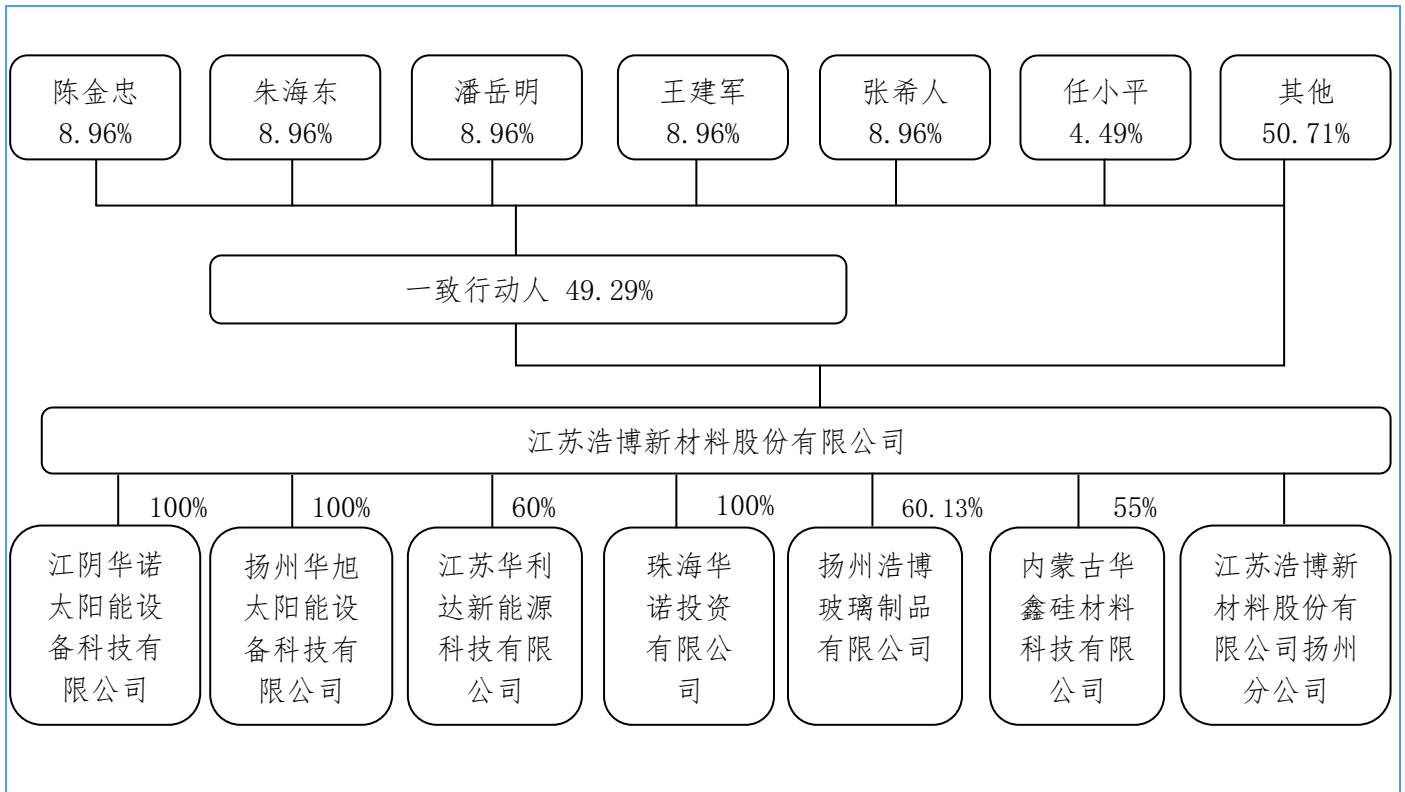 陈金忠
8.96%
朱海东
8.96%
潘岳明
8.96%
王建军
8.96%
张希人
8.96%
任小平
4.49%
其他
50.71%
一致行动人 49.29%
江苏浩博新材料股份有限公司
100%
100%
60%
100%
60.13%
55%
江阴华诺
太阳能设
备科技有
限公司
扬州华旭
太阳能设
备科技有
限公司
江苏华利
达新能源
科技有限
公司
珠海华
诺投资
有限公
司
扬州浩博
玻璃制品
有限公司
内蒙古华
鑫硅材料
科技有限
公司
江苏浩博新
材料股份有
限公司扬州
分公司